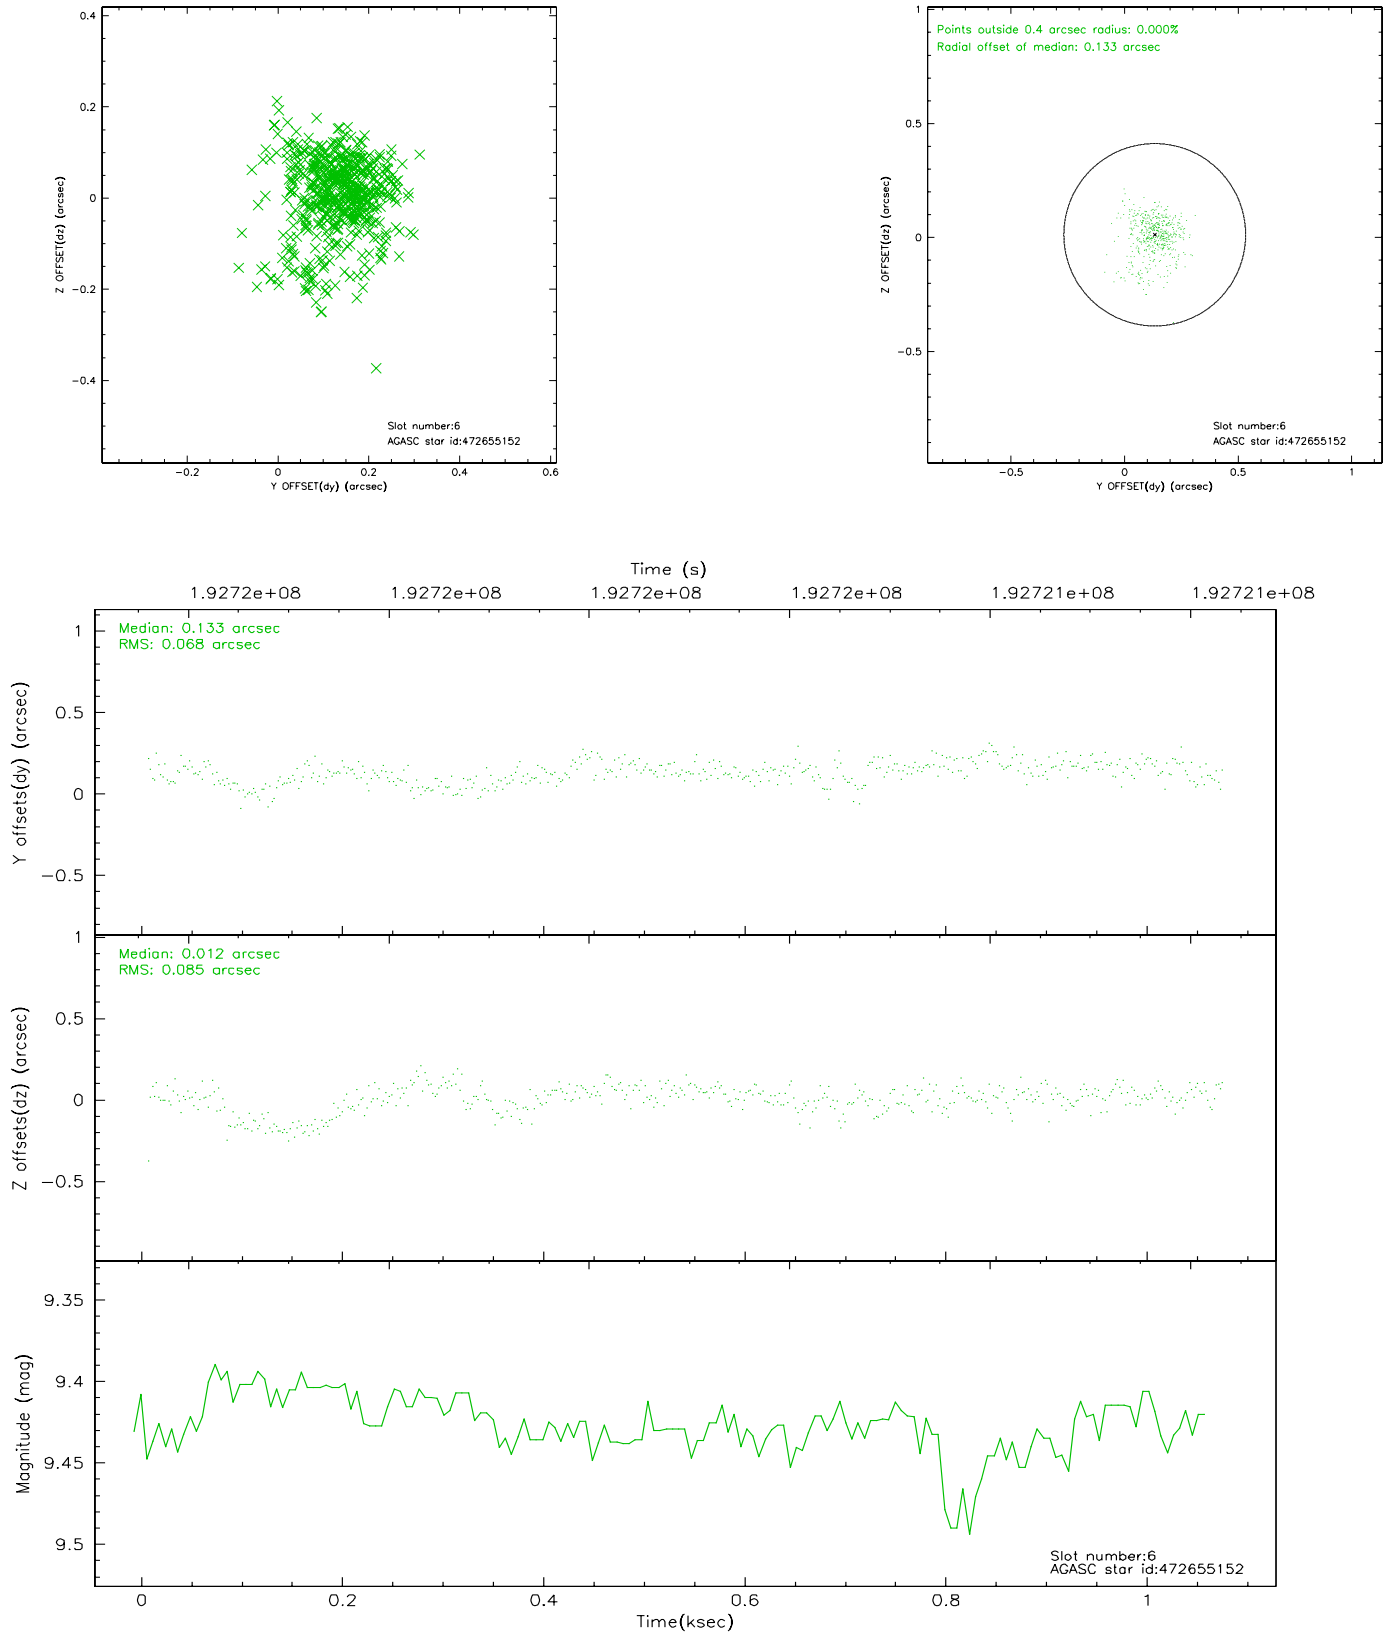 0.4
0.2
0
−0.2
−0.4
Z OFFSET(dz) (arcsec)
Slot number:6
AGASC star id:472655152
−0.2 0 0.2 0.4 0.6
Y OFFSET(dy) (arcsec)
1
0.5
0
−0.5
Z OFFSET(dz) (arcsec)
Points outside 0.4 arcsec radius: 0.000%
Radial offset of median: 0.133 arcsec
Slot number:6
AGASC star id:472655152
−0.5 0 0.5 1
Y OFFSET(dy) (arcsec)
Time (s)
1.9272e+08 1.9272e+08 1.9272e+08 1.9272e+08 1.92721e+08 1.92721e+08
Median: 0.133 arcsec
RMS: 0.068 arcsec
1
0.5
0
−0.5
Y offsets(dy) (arcsec)
Median: 0.012 arcsec
RMS: 0.085 arcsec
1
0.5
0
−0.5
Z offsets(dz) (arcsec)
9.35
9.4
9.45
9.5
Magnitude (mag)
Slot number:6
AGASC star id:472655152
0 0.2 0.4 0.6 0.8 1
Time(ksec)